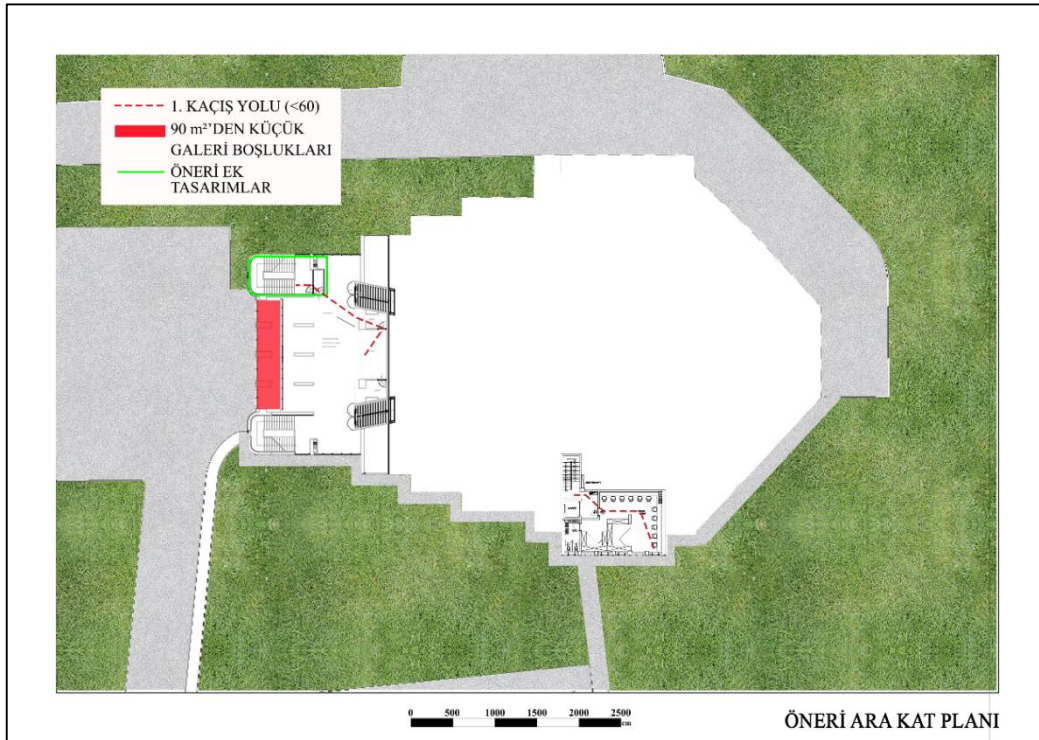 1. KAÇIŞ YOLU (<60)
90 m²'DEN KÜÇÜK
GALERİ BOŞLUKLARI
ÖNERİ EK
TASARIMLAR
0 500 1000 1500 2000 2500
cm
ÖNERİ ARA KAT PLANI